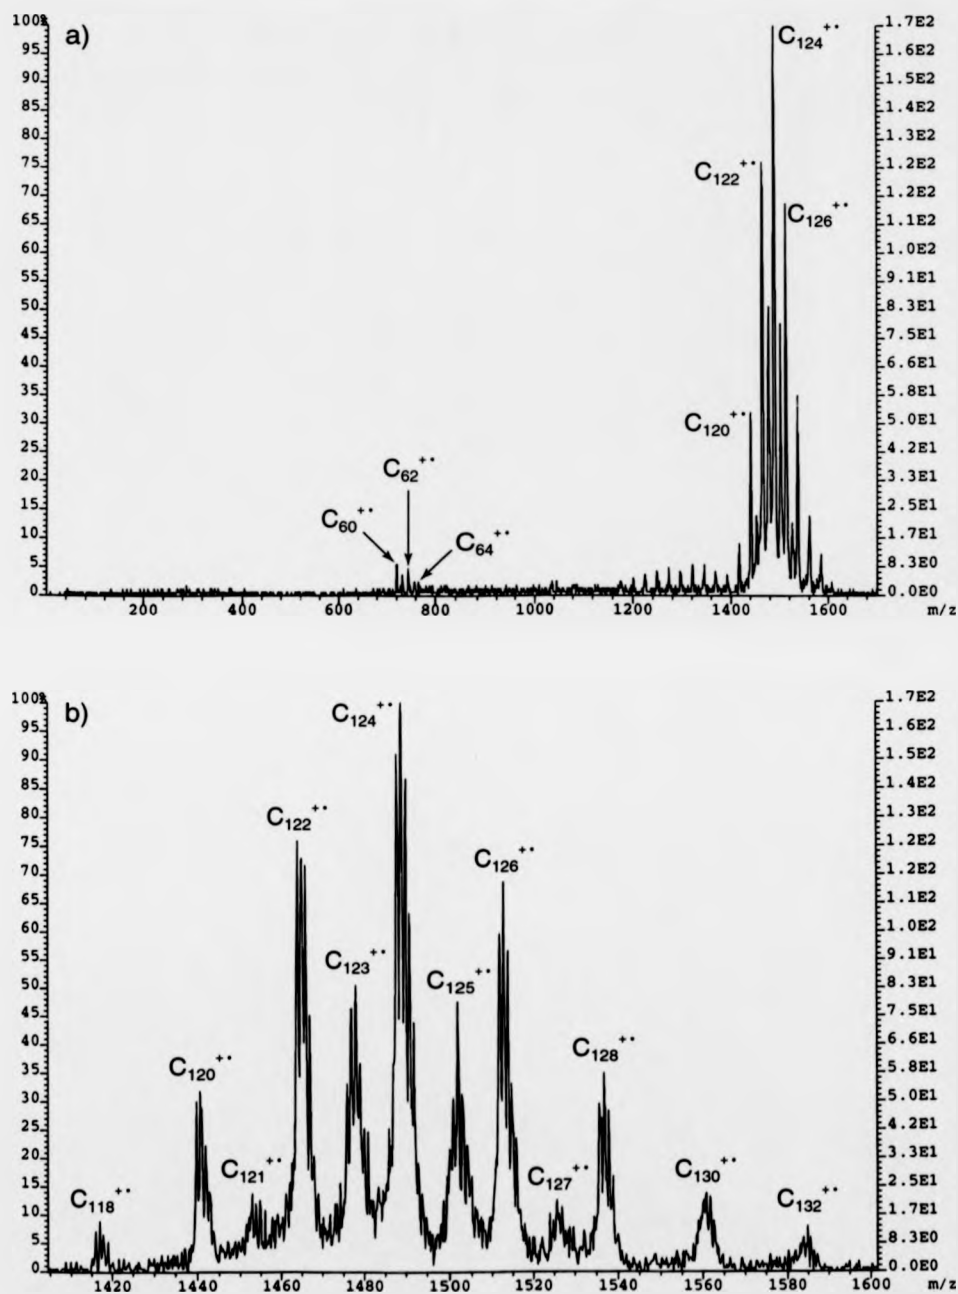 a)
100%
95
90
85
80
75
70
65
60
55
50
45
40
35
30
25
20
15
10
5
0
1.7E2
1.6E2
1.5E2
1.4E2
1.3E2
1.2E2
1.2E2
1.1E2
1.0E2
9.1E1
8.3E1
7.5E1
6.6E1
5.8E1
5.0E1
4.2E1
3.3E1
2.5E1
1.7E1
8.3E0
0.0E0
C124+•
C122+•
C126+•
C120+•
C62+•
C60+•
C64+•
200 400 600 800 1000 1200 1400 1600 m/z
b)
100%
95
90
85
80
75
70
65
60
55
50
45
40
35
30
25
20
15
10
5
0
1.7E2
1.6E2
1.5E2
1.4E2
1.3E2
1.2E2
1.2E2
1.1E2
1.0E2
9.1E1
8.3E1
7.5E1
6.6E1
5.8E1
5.0E1
4.2E1
3.3E1
2.5E1
1.7E1
8.3E0
0.0E0
C124+•
C122+•
C126+•
C123+•
C125+•
C128+•
C120+•
C121+•
C127+•
C130+•
C118+•
C132+•
1420 1440 1460 1480 1500 1520 1540 1560 1580 1600 m/z